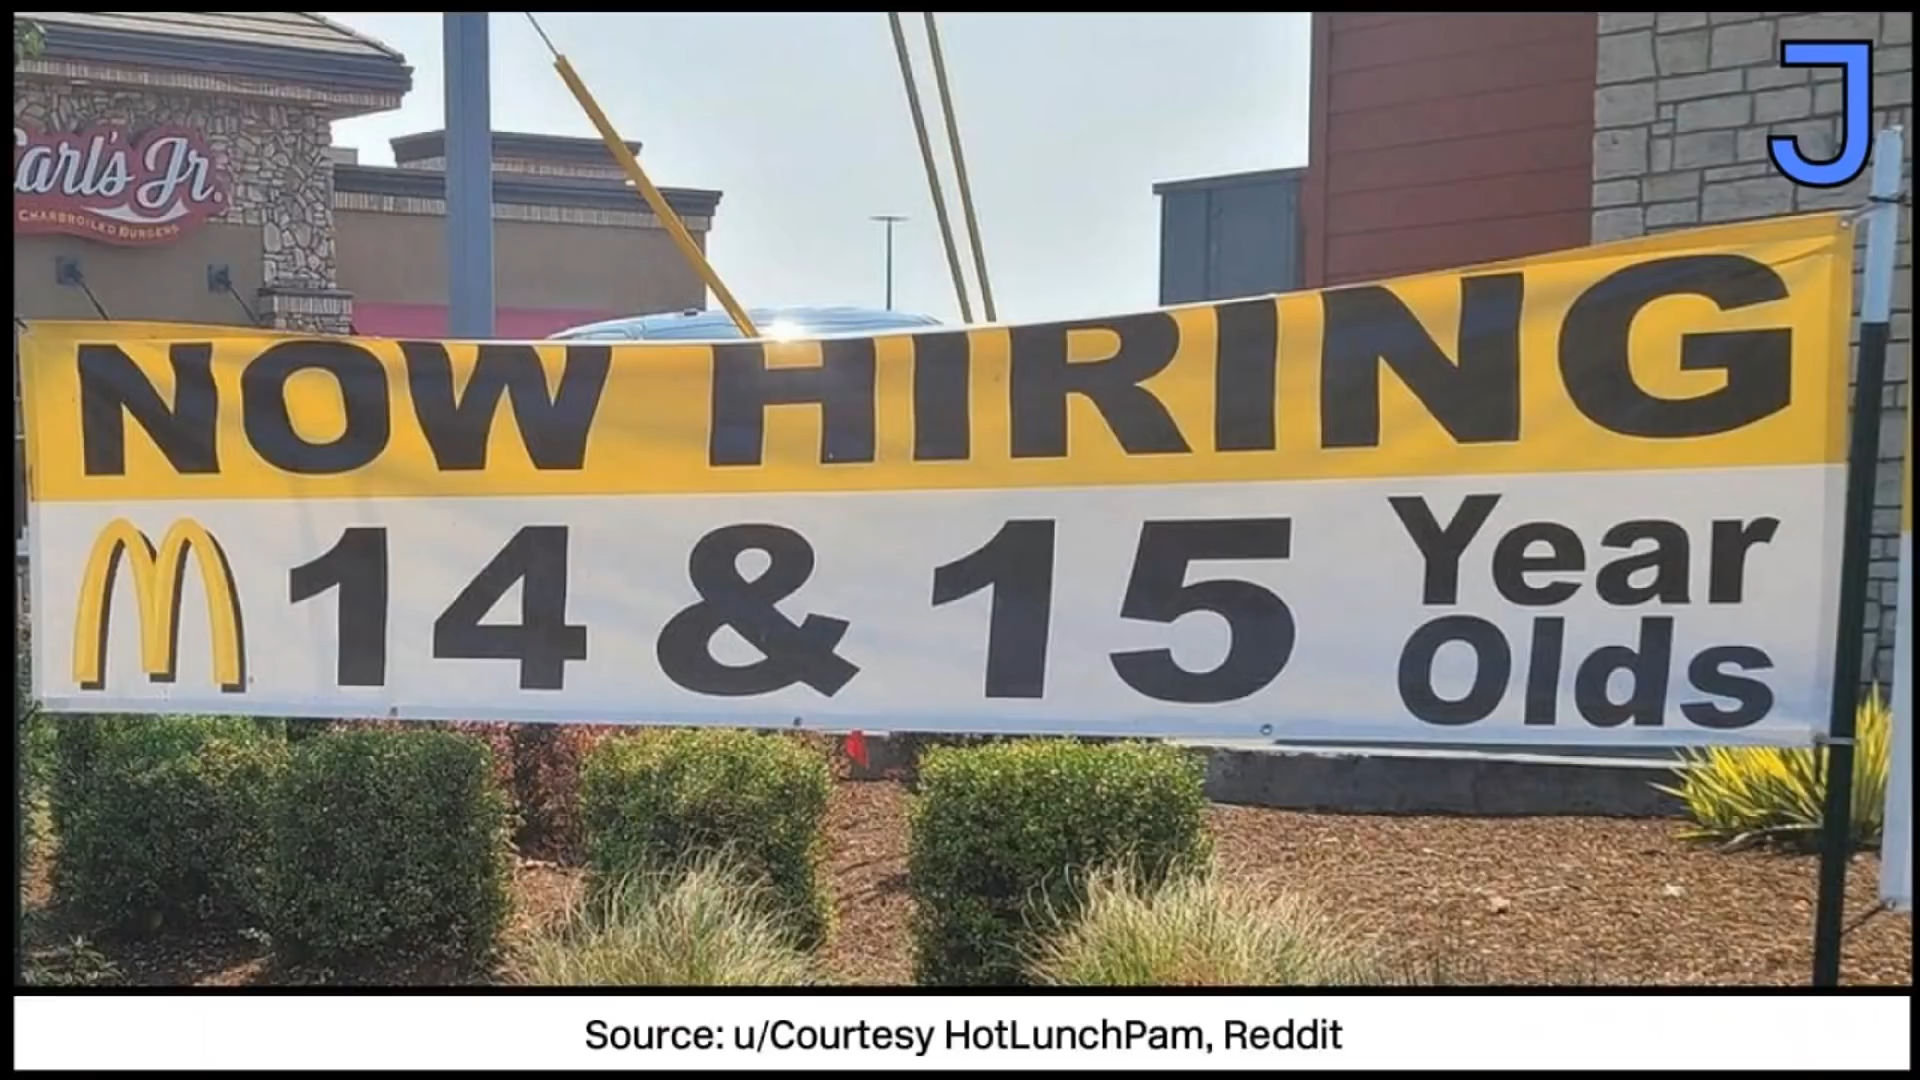 Carl's Jr.
CHARBROILED BURGERS
J
NOW HIRING
M 14 & 15 Year
Olds
Source: u/Courtesy HotLunchPam, Reddit